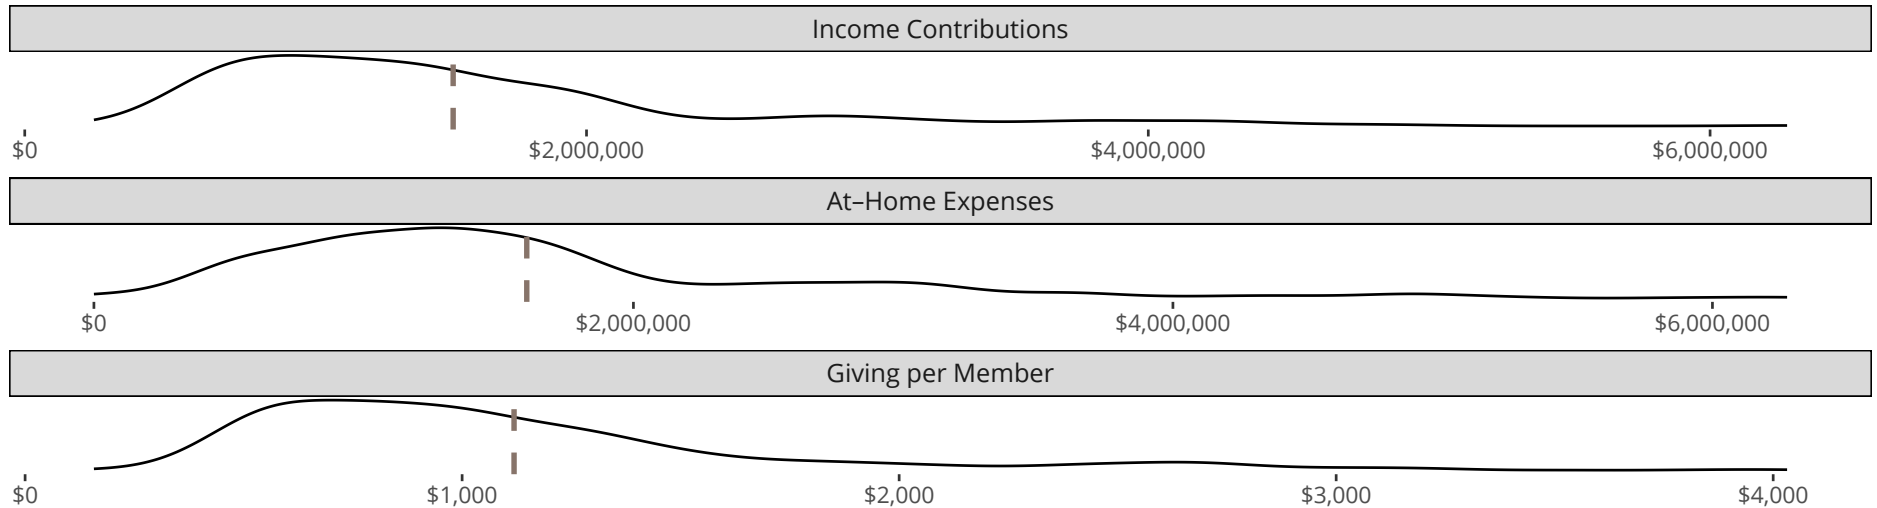 Income Contributions
$0 $2,000,000 $4,000,000 $6,000,000
At–Home Expenses
$0 $2,000,000 $4,000,000 $6,000,000
Giving per Member
$0 $1,000 $2,000 $3,000 $4,000